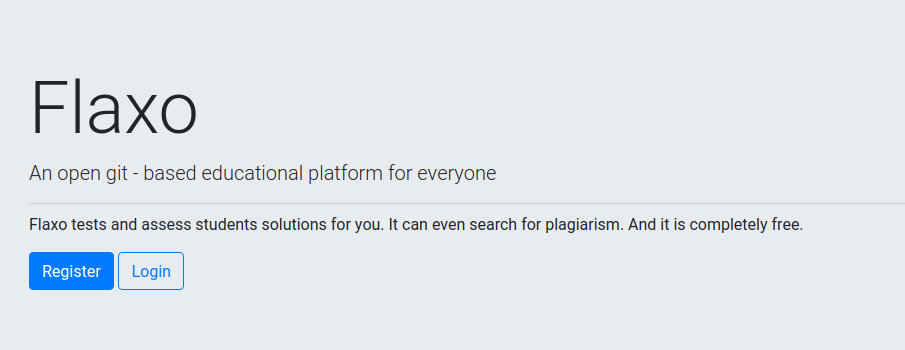 Flaxo
An open git - based educational platform for everyone
Flaxo tests and assess students solutions for you. It can even search for plagiarism. And it is completely free.
Register Login